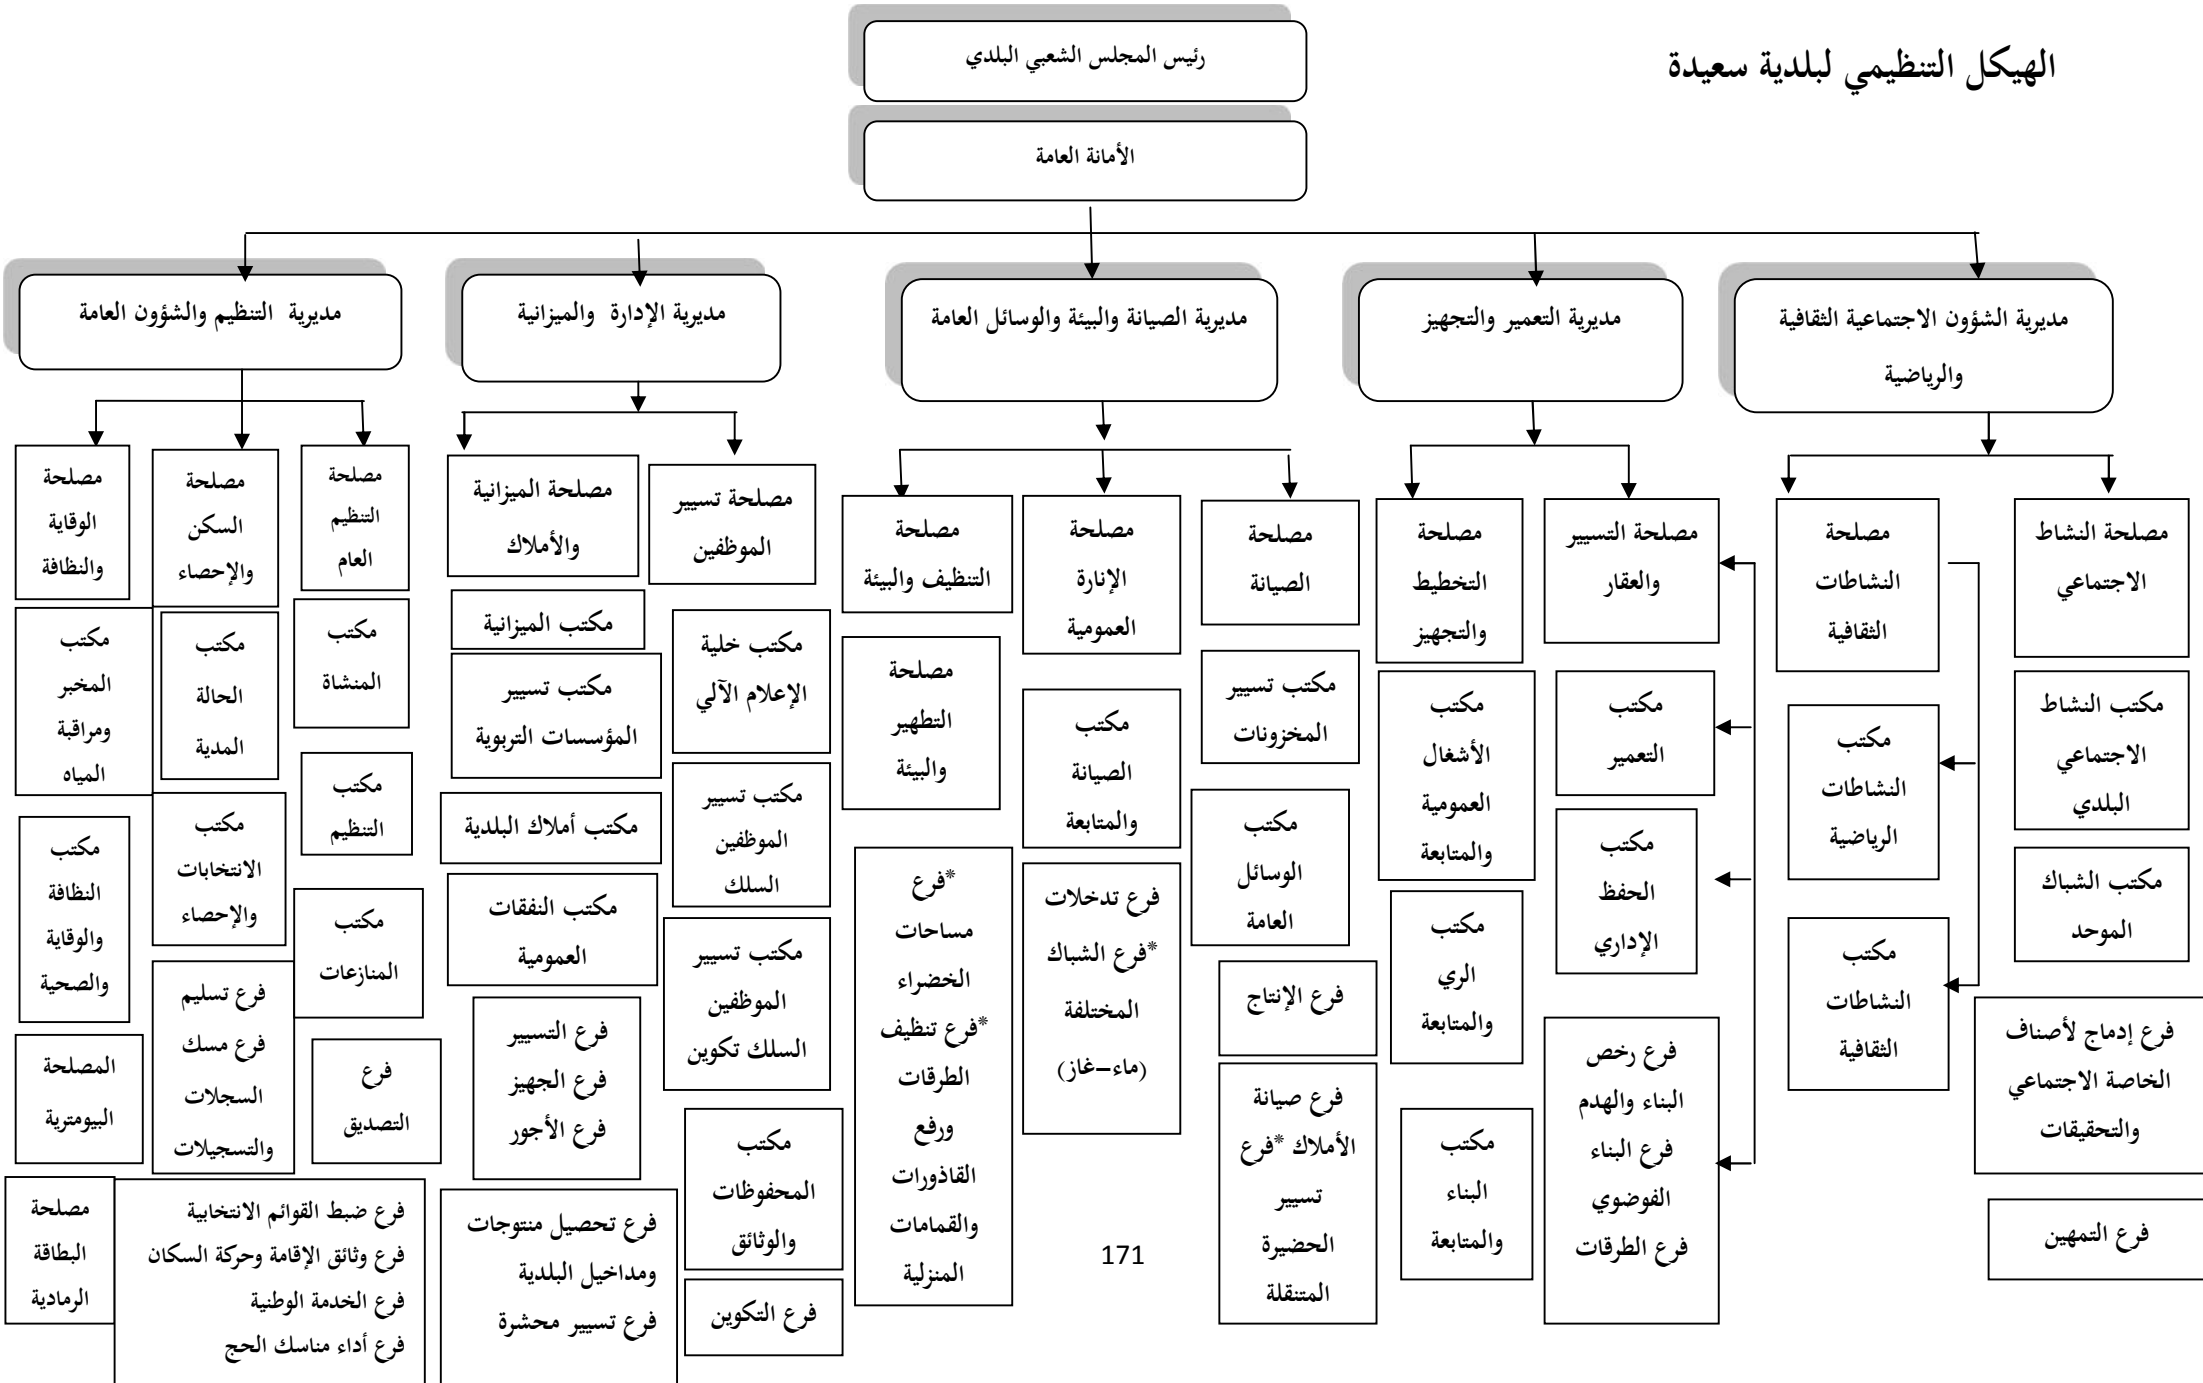 الهيكل التنظيمي لبلدية سعيدة
رئيس المجلس الشعبي البلدي
الأمانة العامة
مديرية الشؤون الاجتماعية الثقافية
والرياضية
مديرية التعمير والتجهيز
مديرية الصيانة والبيئة والوسائل العامة
مديرية الإدارة والميزانية
مديرية التنظيم والشؤون العامة
مصلحة النشاط
الاجتماعي
مكتب النشاط
الاجتماعي
البلدي
مكتب الشباك
الموحد
فرع إدماج لأصناف
الخاصة الاجتماعي
والتحقيقات
فرع التمهين
مصلحة
النشاطات
الثقافية
مكتب
النشاطات
الرياضية
مكتب
النشاطات
الثقافية
مصلحة التسيير
والعقار
مكتب
التعمير
مكتب
الحفظ
الإداري
فرع رخص
البناء والهدم
فرع البناء
الفوضوي
فرع الطرقات
مصلحة
التخطيط
والتجهيز
مكتب
الأشغال
العمومية
والمتابعة
مكتب
الري
والمتابعة
مكتب
البناء
والمتابعة
مصلحة
الصيانة
مكتب تسيير
المخزونات
مكتب
الوسائل
العامة
فرع الإنتاج
فرع صيانة
الأملاك *فرع
تسيير
الحضيرة
المتنقلة
مصلحة
الإنارة
العمومية
مكتب
الصيانة
والمتابعة
فرع تدخلات
*فرع الشباك
المختلفة
(ماء-غاز)
مصلحة
التنظيف والبيئة
مصلحة
التطهير
والبيئة
*فرع
مساحات
الخضراء
*فرع تنظيف
الطرقات
ورفع
القاذورات
والقمامات
المنزلية
مصلحة تسيير
الموظفين
مكتب خلية
الإعلام الآلي
مكتب تسيير
الموظفين
السلك
مكتب تسيير
الموظفين
السلك تكوين
مكتب
المحفوظات
والوثائق
فرع التكوين
مصلحة الميزانية
والأملاك
مكتب الميزانية
مكتب تسيير
المؤسسات التربوية
مكتب أملاك البلدية
مكتب النفقات
العمومية
فرع التسيير
فرع الجهيز
فرع الأجور
فرع تحصيل منتوجات
ومداخيل البلدية
فرع تسيير محشرة
مصلحة
التنظيم
العام
مكتب
المنشاة
مكتب
التنظيم
مكتب
المنازعات
فرع
التصديق
مصلحة
السكن
والإحصاء
مكتب
الحالة
المدية
مكتب
الانتخابات
والإحصاء
فرع تسليم
فرع مسك
السجلات
والتسجيلات
فرع ضبط القوائم الانتخابية
فرع وثائق الإقامة وحركة السكان
فرع الخدمة الوطنية
فرع أداء مناسك الحج
مصلحة
الوقاية
والنظافة
مكتب
المخبر
ومراقبة
المياه
مكتب
النظافة
والوقاية
والصحية
المصلحة
البيومترية
مصلحة
البطاقة
الرمادية
171